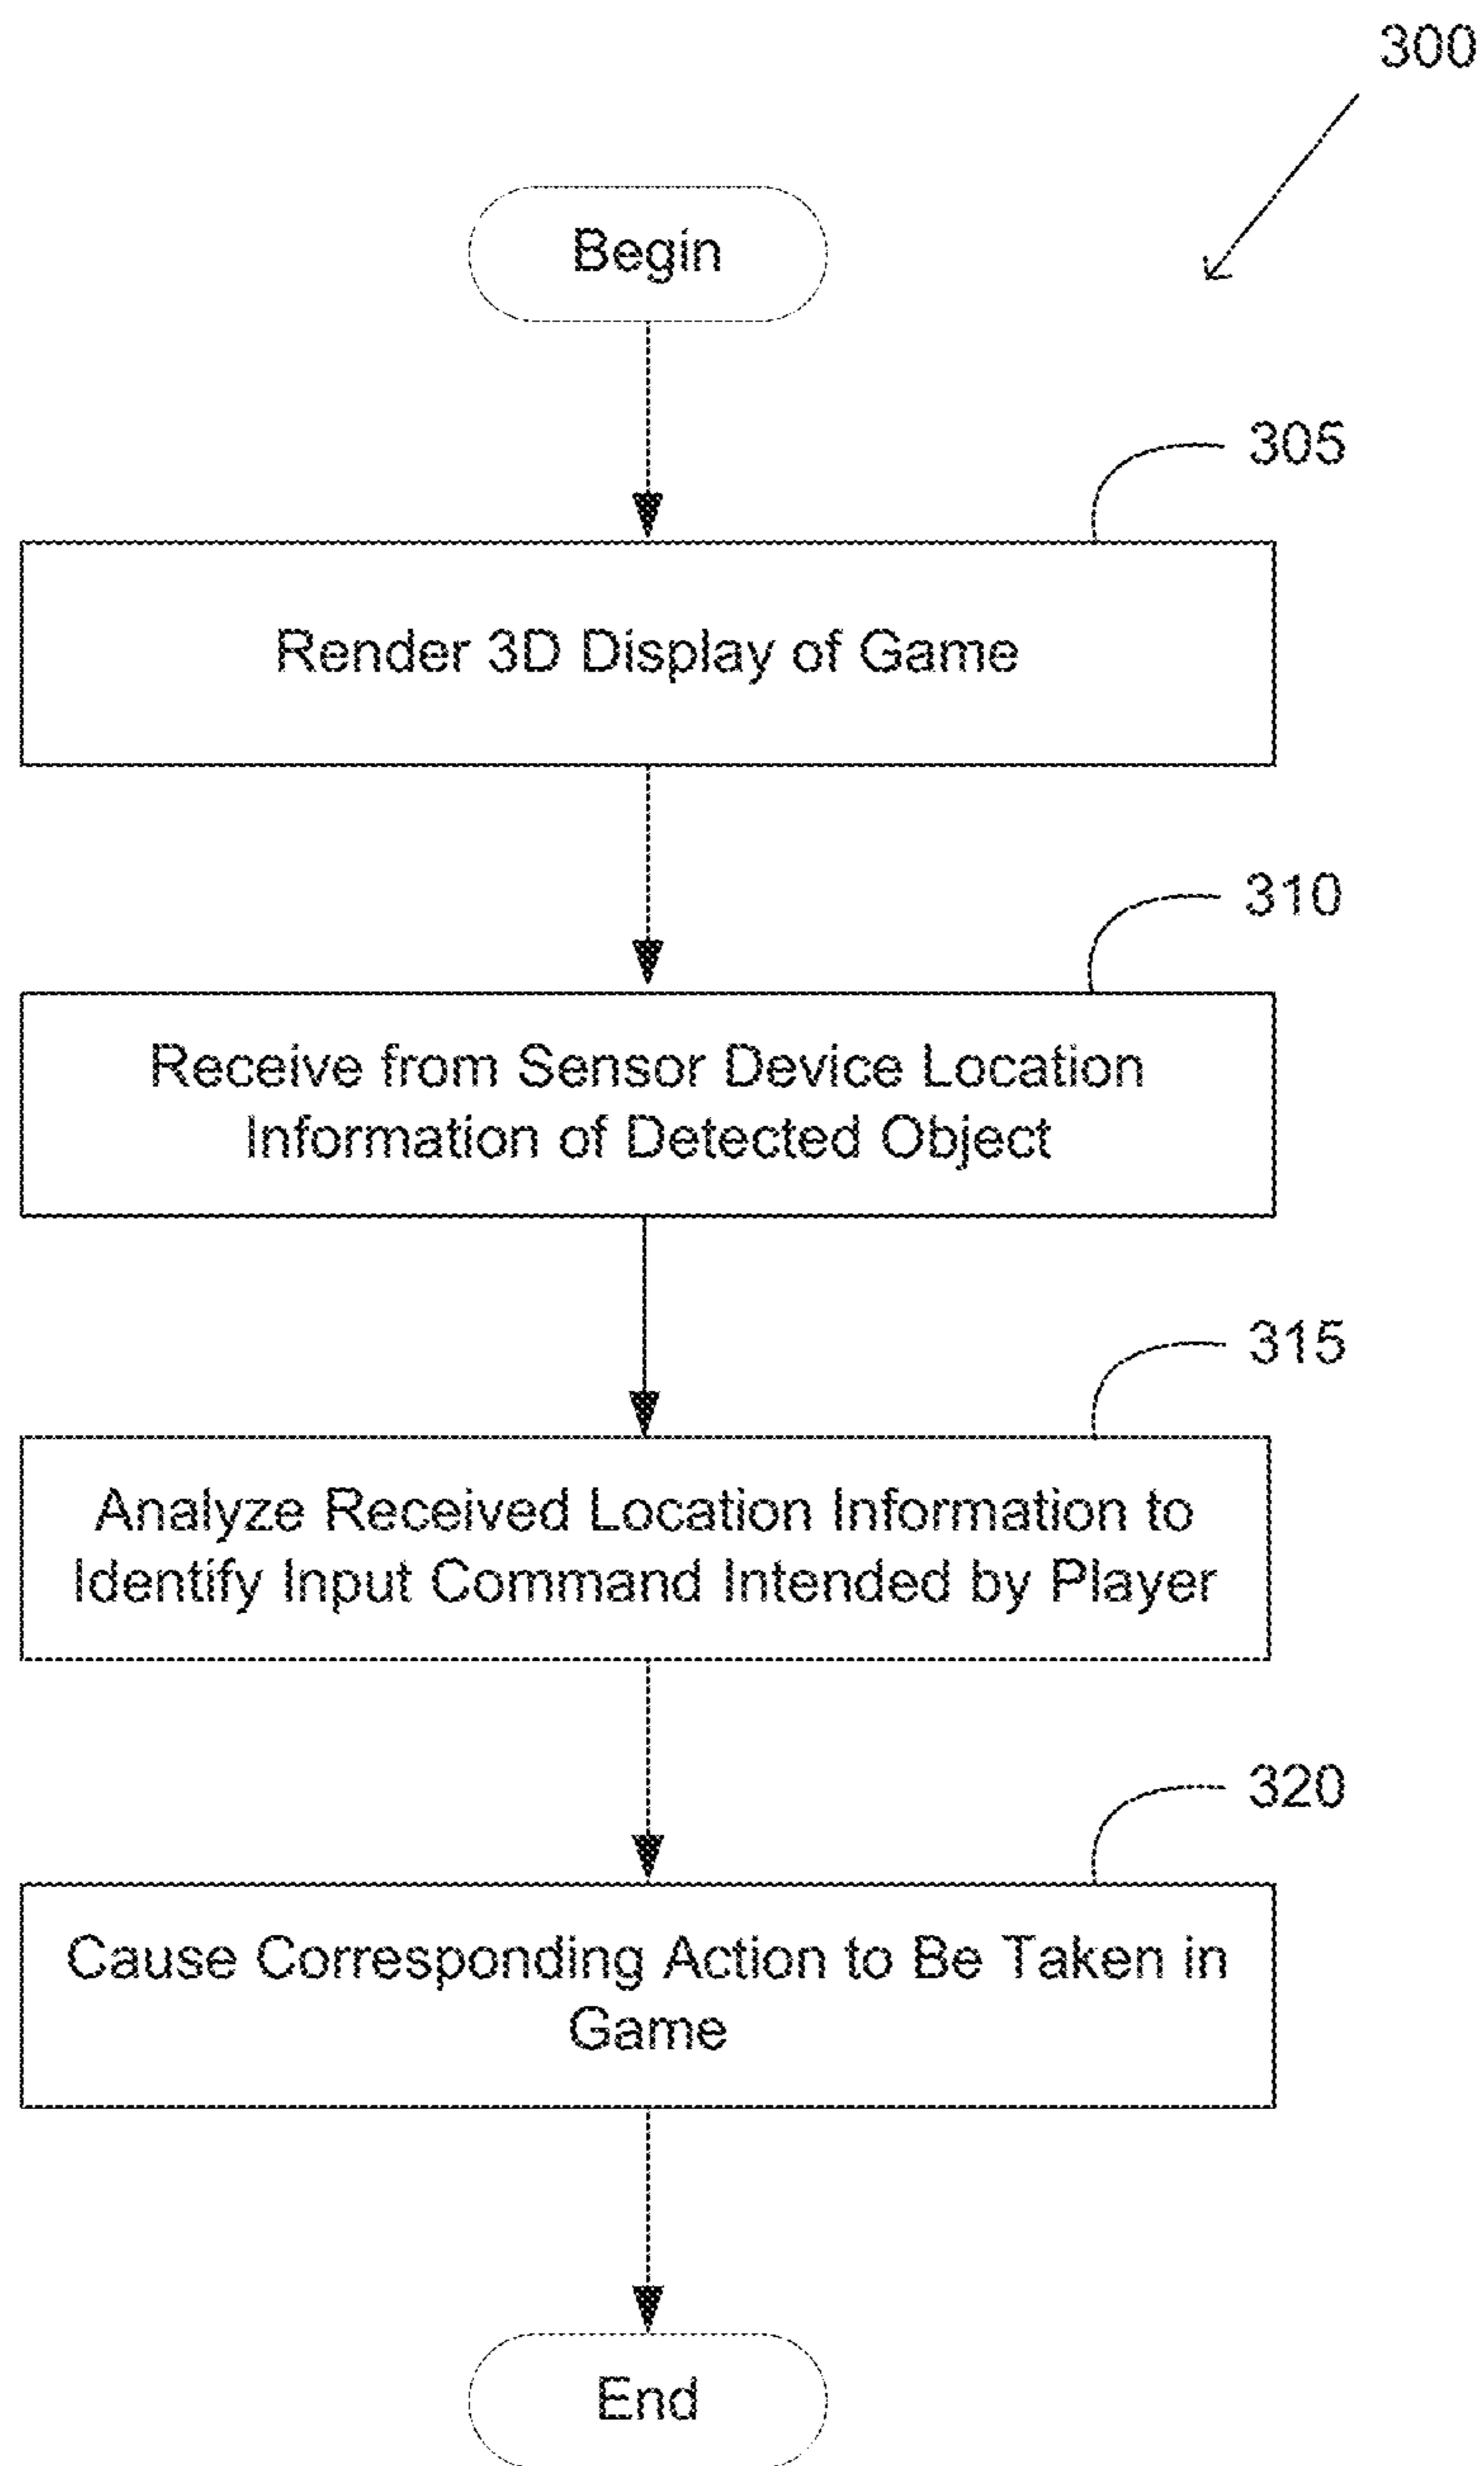 300
Begin
305
Render 3D Display of Game
310
Receive from Sensor Device Location
Information of Detected Object
315
Analyze Received Location Information to
Identify Input Command Intended by Player
320
Cause Corresponding Action to Be Taken in
Game
End